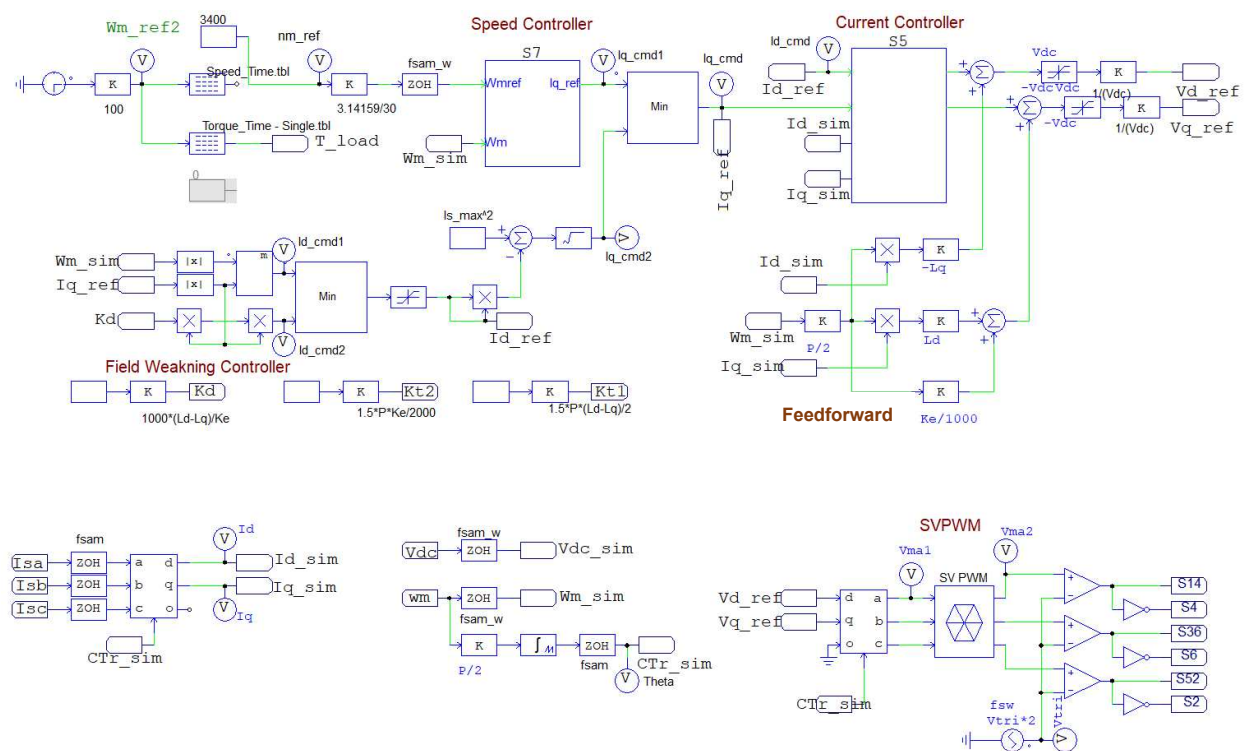 Wm_ref2
3400
nm_ref
Speed Controller
S7
Iq_cmd1
Iq_cmd
Current Controller
Id_cmd
S5
V
V
V
V
V
fsam_w
Speed_Time.tbl
K
100
K
3.14159/30
ZOH
Wmref
Iq_ref
Wm
Min
Id_ref
Vdc
-Vdc
Vdc
K
1/(Vdc)
Vd_ref
-Vdc
K
1/(Vdc)
Vq_ref
Torque_Time - Single.tbl
T_load
Wm_sim
Iq_ref
Id_sim
Iq_sim
0
Is_max^2
Id_cmd1
V
V
Iq_cmd2
Wm_sim
|x|
m
Iq_ref
|x|
Min
Id_sim
K
-Lq
Kd
Id_ref
Wm_sim
K
P/2
K
Ld
V
Id_cmd2
Iq_sim
Field Weakning Controller
K
Kd
1000*(Ld-Lq)/Ke
K
Kt2
1.5*P*Ke/2000
K
Kt1
1.5*P*(Ld-Lq)/2
K
Feedforward
Ke/1000
fsam
V
Id
Isa
ZOH
a
d
Id_sim
Isb
ZOH
b
q
Iq_sim
Isc
ZOH
c
o
V
Iq
CTr_sim
fsam_w
Vdc
ZOH
Vdc_sim
wm
ZOH
Wm_sim
fsam_w
K
P/2
ZOH
fsam
CTr_sim
V
Theta
SVPWM
Vma1
V
Vma2
V
SV PWM
Vd_ref
d
a
Vq_ref
q
b
o
c
CTr_sim
S14
S4
S36
S6
S52
S2
fsw
Vtri*2
V
Vtri